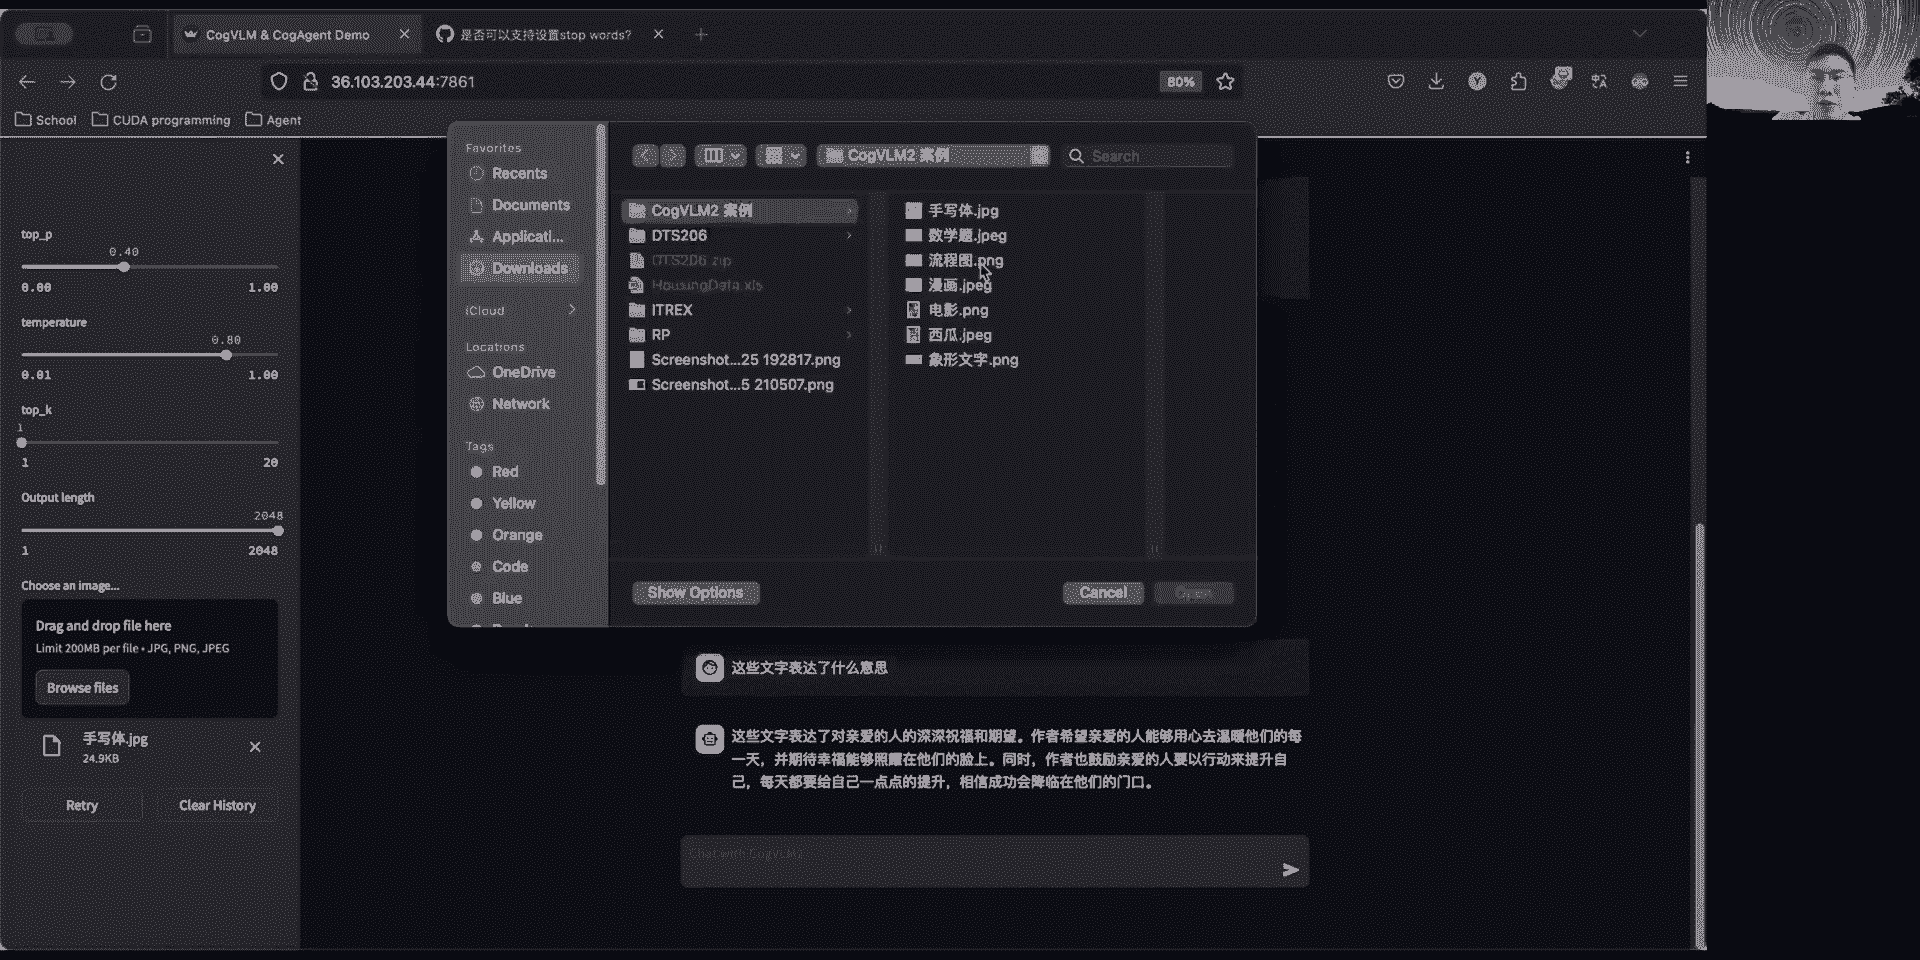 CogVLM & CogAgent Demo
是否可以支持设置stop words?
36.103.203.44:7861
80%
School
CUDA programming
Agent
top_p
0.40
0.00
1.00
temperature
0.80
0.01
1.00
top_k
1
1
20
Output length
2048
1
2048
Choose an image...
Drag and drop file here
Limit 200MB per file • JPG, PNG, JPEG
Browse files
手写体.jpg
24.9KB
Retry
Clear History
Favorites
Recents
Documents
Applicati...
Downloads
iCloud
Locations
OneDrive
Network
Tags
Red
Yellow
Orange
Code
Blue
CogVLM2 案例
Search
CogVLM2 案例
DTS206
DTS206.zip
HousingData.xls
ITREX
RP
Screenshot...25 192817.png
Screenshot...5 210507.png
手写体.jpg
数学题.jpeg
流程图.png
漫画.jpeg
电影.png
西瓜.jpeg
象形文字.png
Show Options
Cancel
Open
这些文字表达了什么意思
这些文字表达了对亲爱的人的深深祝福和期望。作者希望亲爱的人能够用心去温暖他们的每
一天，并期待幸福能够照耀在他们的脸上。同时，作者也鼓励亲爱的人要以行动来提升自
己，每天都要给自己一点点的提升，相信成功会降临在他们的门口。
Chat with CogVLM2